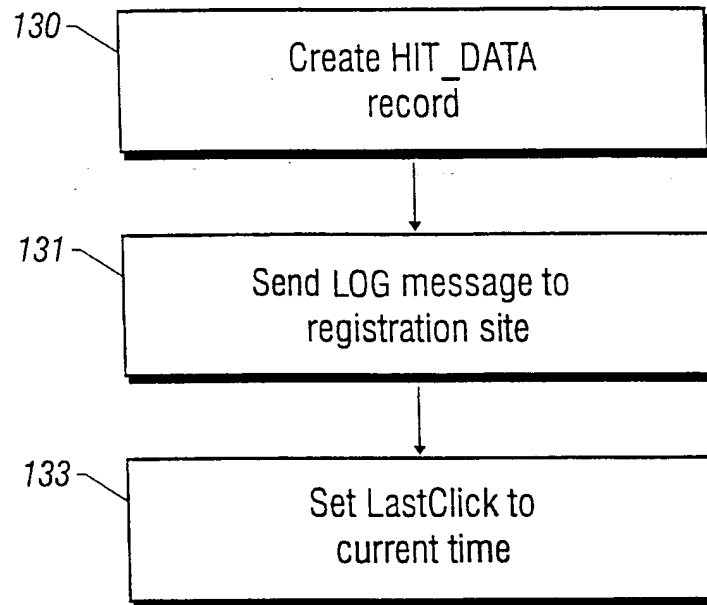 130
Create HIT_DATA
record
131
Send LOG message to
registration site
133
Set LastClick to
current time